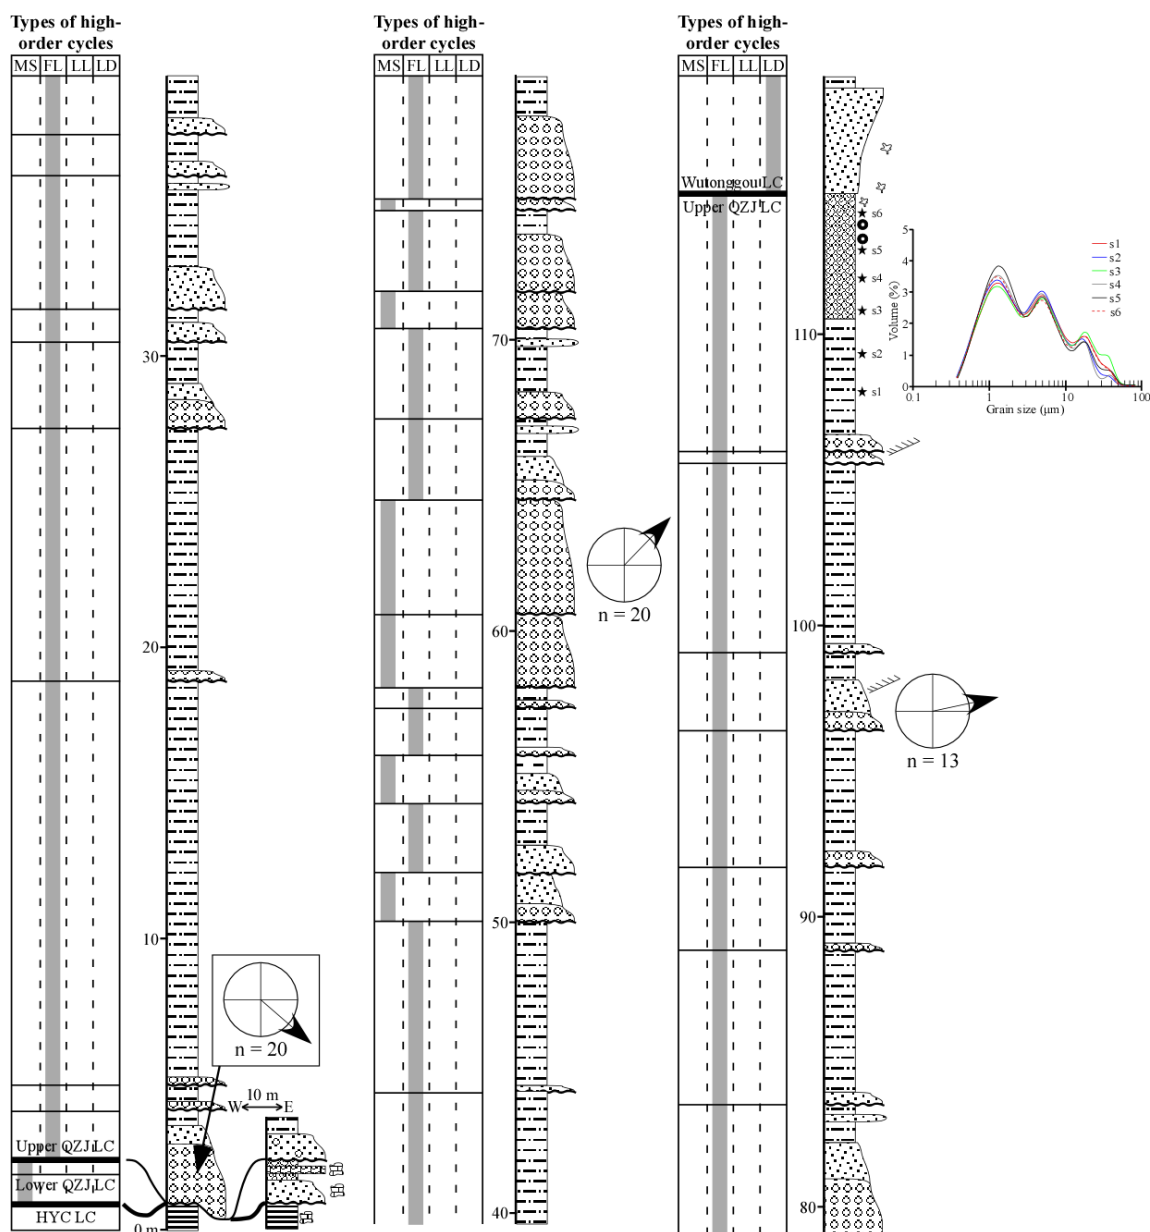 Types of high-
order cycles
MS FL LL LD
30
20
10
n = 20
10 m
W E
Upper QZJ LC
Lower QZJ LC
HYC LC
0 m
Types of high-
order cycles
MS FL LL LD
70
n = 20
60
50
40
Types of high-
order cycles
MS FL LL LD
Wutonggou LC
Upper QZJ LC
s6
s5
s4
s3
s2
s1
110
5
4
3
2
1
0
Volume (%)
s1
s2
s3
s4
s5
s6
0.1 1 10 100
Grain size (μm)
100
n = 13
90
80